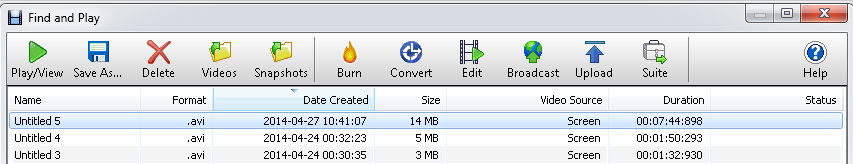 Find and Play
Play/View Save As... Delete Videos Snapshots Burn Convert Edit Broadcast Upload Suite Help
Name Format Date Created Size Video Source Duration Status
Untitled 5 .avi 2014-04-27 10:41:07 14 MB Screen 00:07:44:898
Untitled 4 .avi 2014-04-24 00:32:23 5 MB Screen 00:01:50:293
Untitled 3 .avi 2014-04-24 00:30:35 3 MB Screen 00:01:32:930